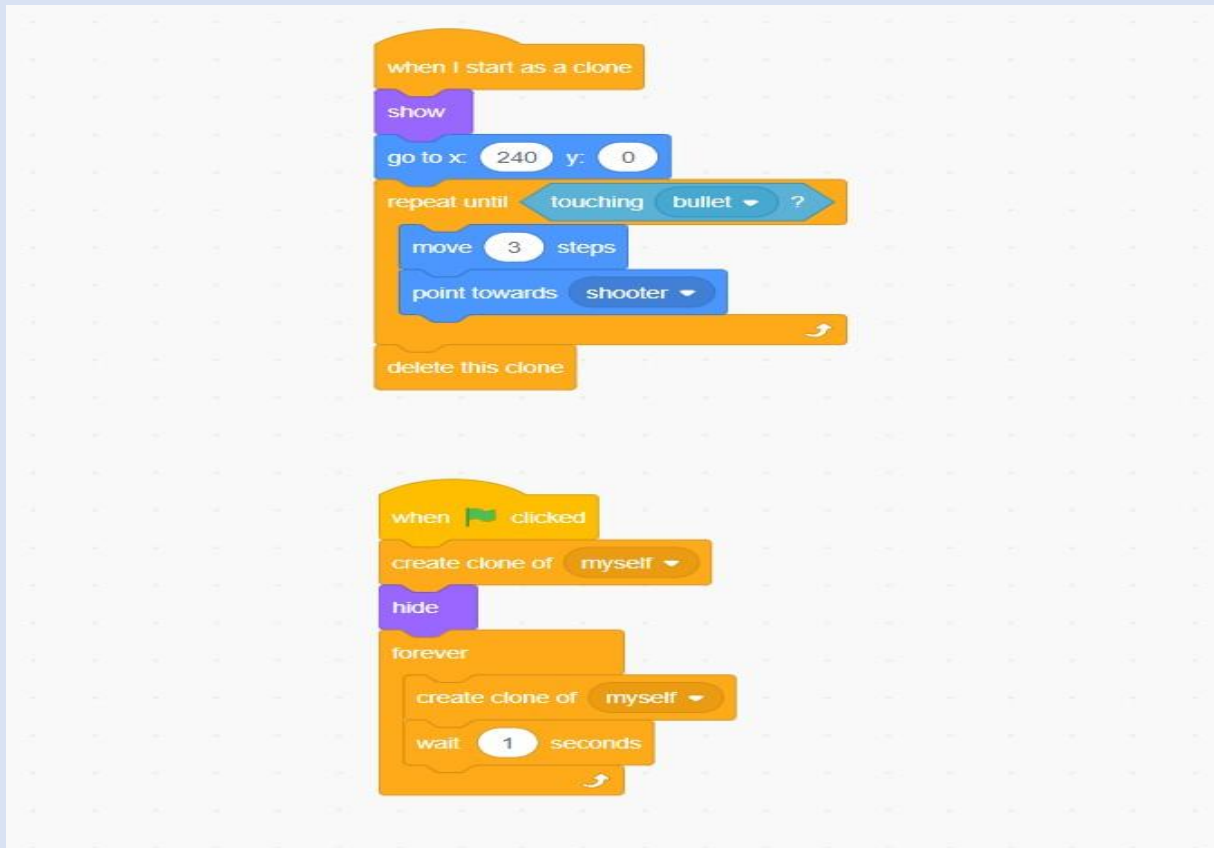 when I start as a clone
show
go to x: 240 y: 0
repeat until touching bullet ?
move 3 steps
point towards shooter
delete this clone
when clicked
create clone of myself
hide
forever
create clone of myself
wait 1 seconds